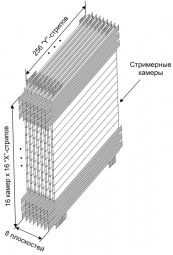 256 "Y"-стрипов
Стримерные
камеры
16 камер x 16 "X"-стрипов
8 плоскостей